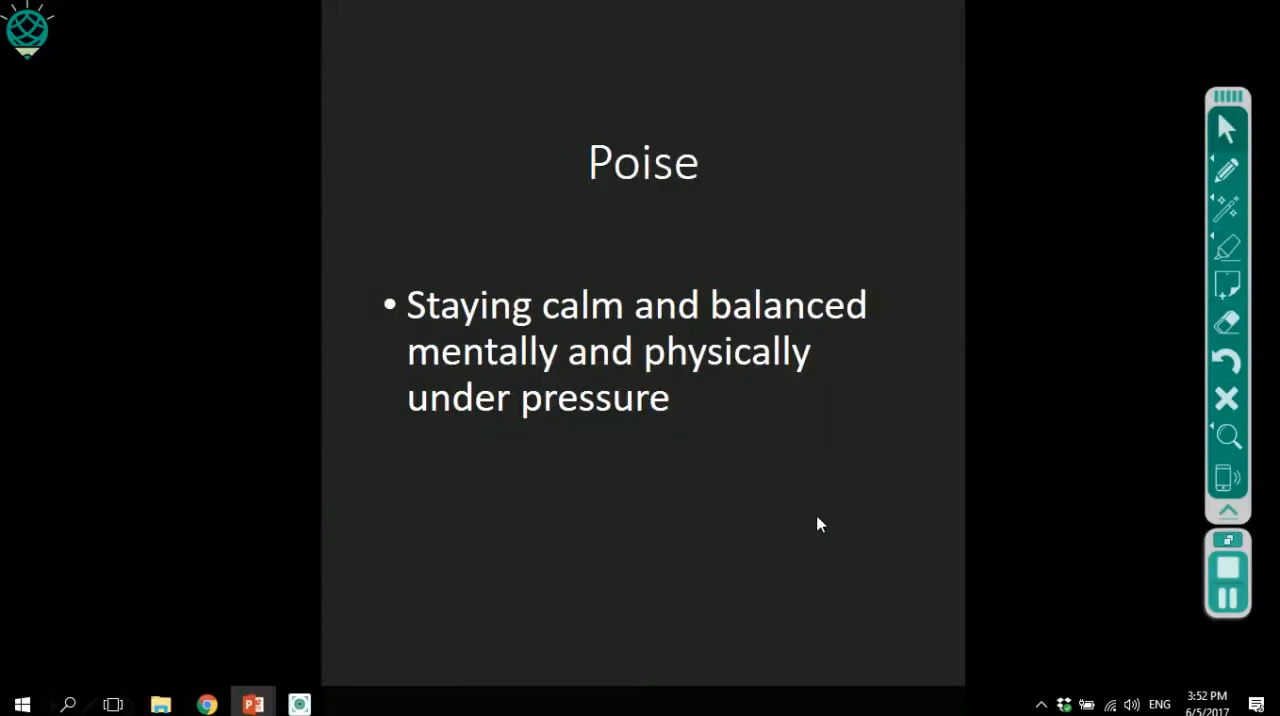 Poise
• Staying calm and balanced
mentally and physically
under pressure
ENG
3:52 PM
6/5/2017